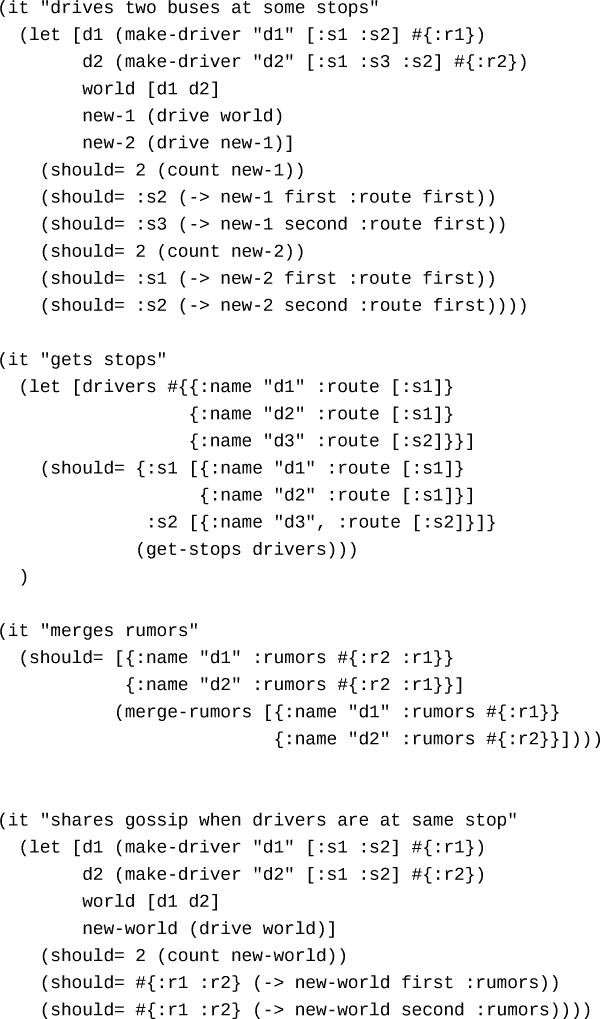 (it "drives two buses at some stops"
  (let [d1 (make-driver "d1" [:s1 :s2] #{:r1})
        d2 (make-driver "d2" [:s1 :s3 :s2] #{:r2})
        world [d1 d2]
        new-1 (drive world)
        new-2 (drive new-1)]
    (should= 2 (count new-1))
    (should= :s2 (-> new-1 first :route first))
    (should= :s3 (-> new-1 second :route first))
    (should= 2 (count new-2))
    (should= :s1 (-> new-2 first :route first))
    (should= :s2 (-> new-2 second :route first))))

(it "gets stops"
  (let [drivers #{{:name "d1" :route [:s1]}
                  {:name "d2" :route [:s1]}
                  {:name "d3" :route [:s2]}}]
    (should= {:s1 [{:name "d1" :route [:s1]}
                   {:name "d2" :route [:s1]}]
              :s2 [{:name "d3", :route [:s2]}]}
             (get-stops drivers)))
  )

(it "merges rumors"
  (should= [{:name "d1" :rumors #{:r2 :r1}}
            {:name "d2" :rumors #{:r2 :r1}}]
           (merge-rumors [{:name "d1" :rumors #{:r1}}
                          {:name "d2" :rumors #{:r2}}])))

(it "shares gossip when drivers are at same stop"
  (let [d1 (make-driver "d1" [:s1 :s2] #{:r1})
        d2 (make-driver "d2" [:s1 :s2] #{:r2})
        world [d1 d2]
        new-world (drive world)]
    (should= 2 (count new-world))
    (should= #{:r1 :r2} (-> new-world first :rumors))
    (should= #{:r1 :r2} (-> new-world second :rumors))))